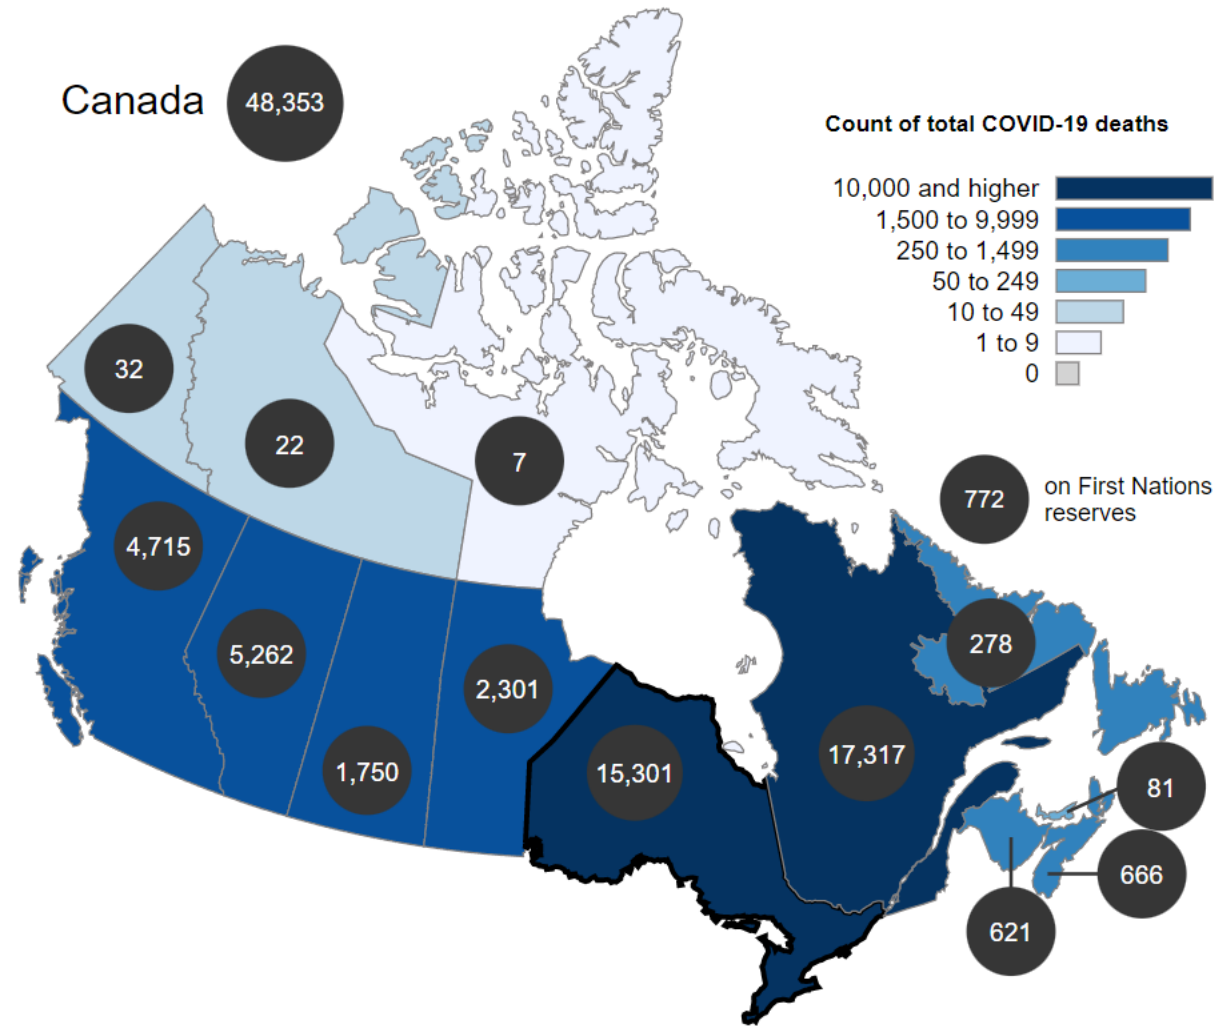 Canada
48,353
Count of total COVID-19 deaths
10,000 and higher
1,500 to 9,999
250 to 1,499
50 to 249
10 to 49
1 to 9
0
32
22
7
772
on First Nations
reserves
4,715
5,262
1,750
2,301
15,301
17,317
278
81
666
621